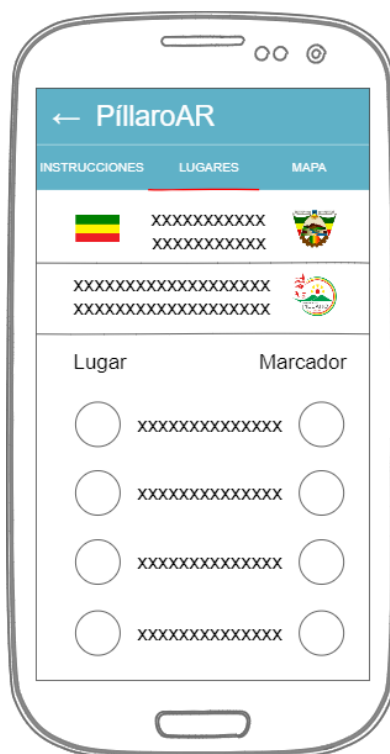 ← PíllaroAR
INSTRUCCIONES LUGARES MAPA
XXXXXXXXXXX
XXXXXXXXXXX
XXXXXXXXXXXXXXXXXXX
XXXXXXXXXXXXXXXXXXX
Lugar Marcador
XXXXXXXXXXXXXX
XXXXXXXXXXXXXX
XXXXXXXXXXXXXX
XXXXXXXXXXXXXX